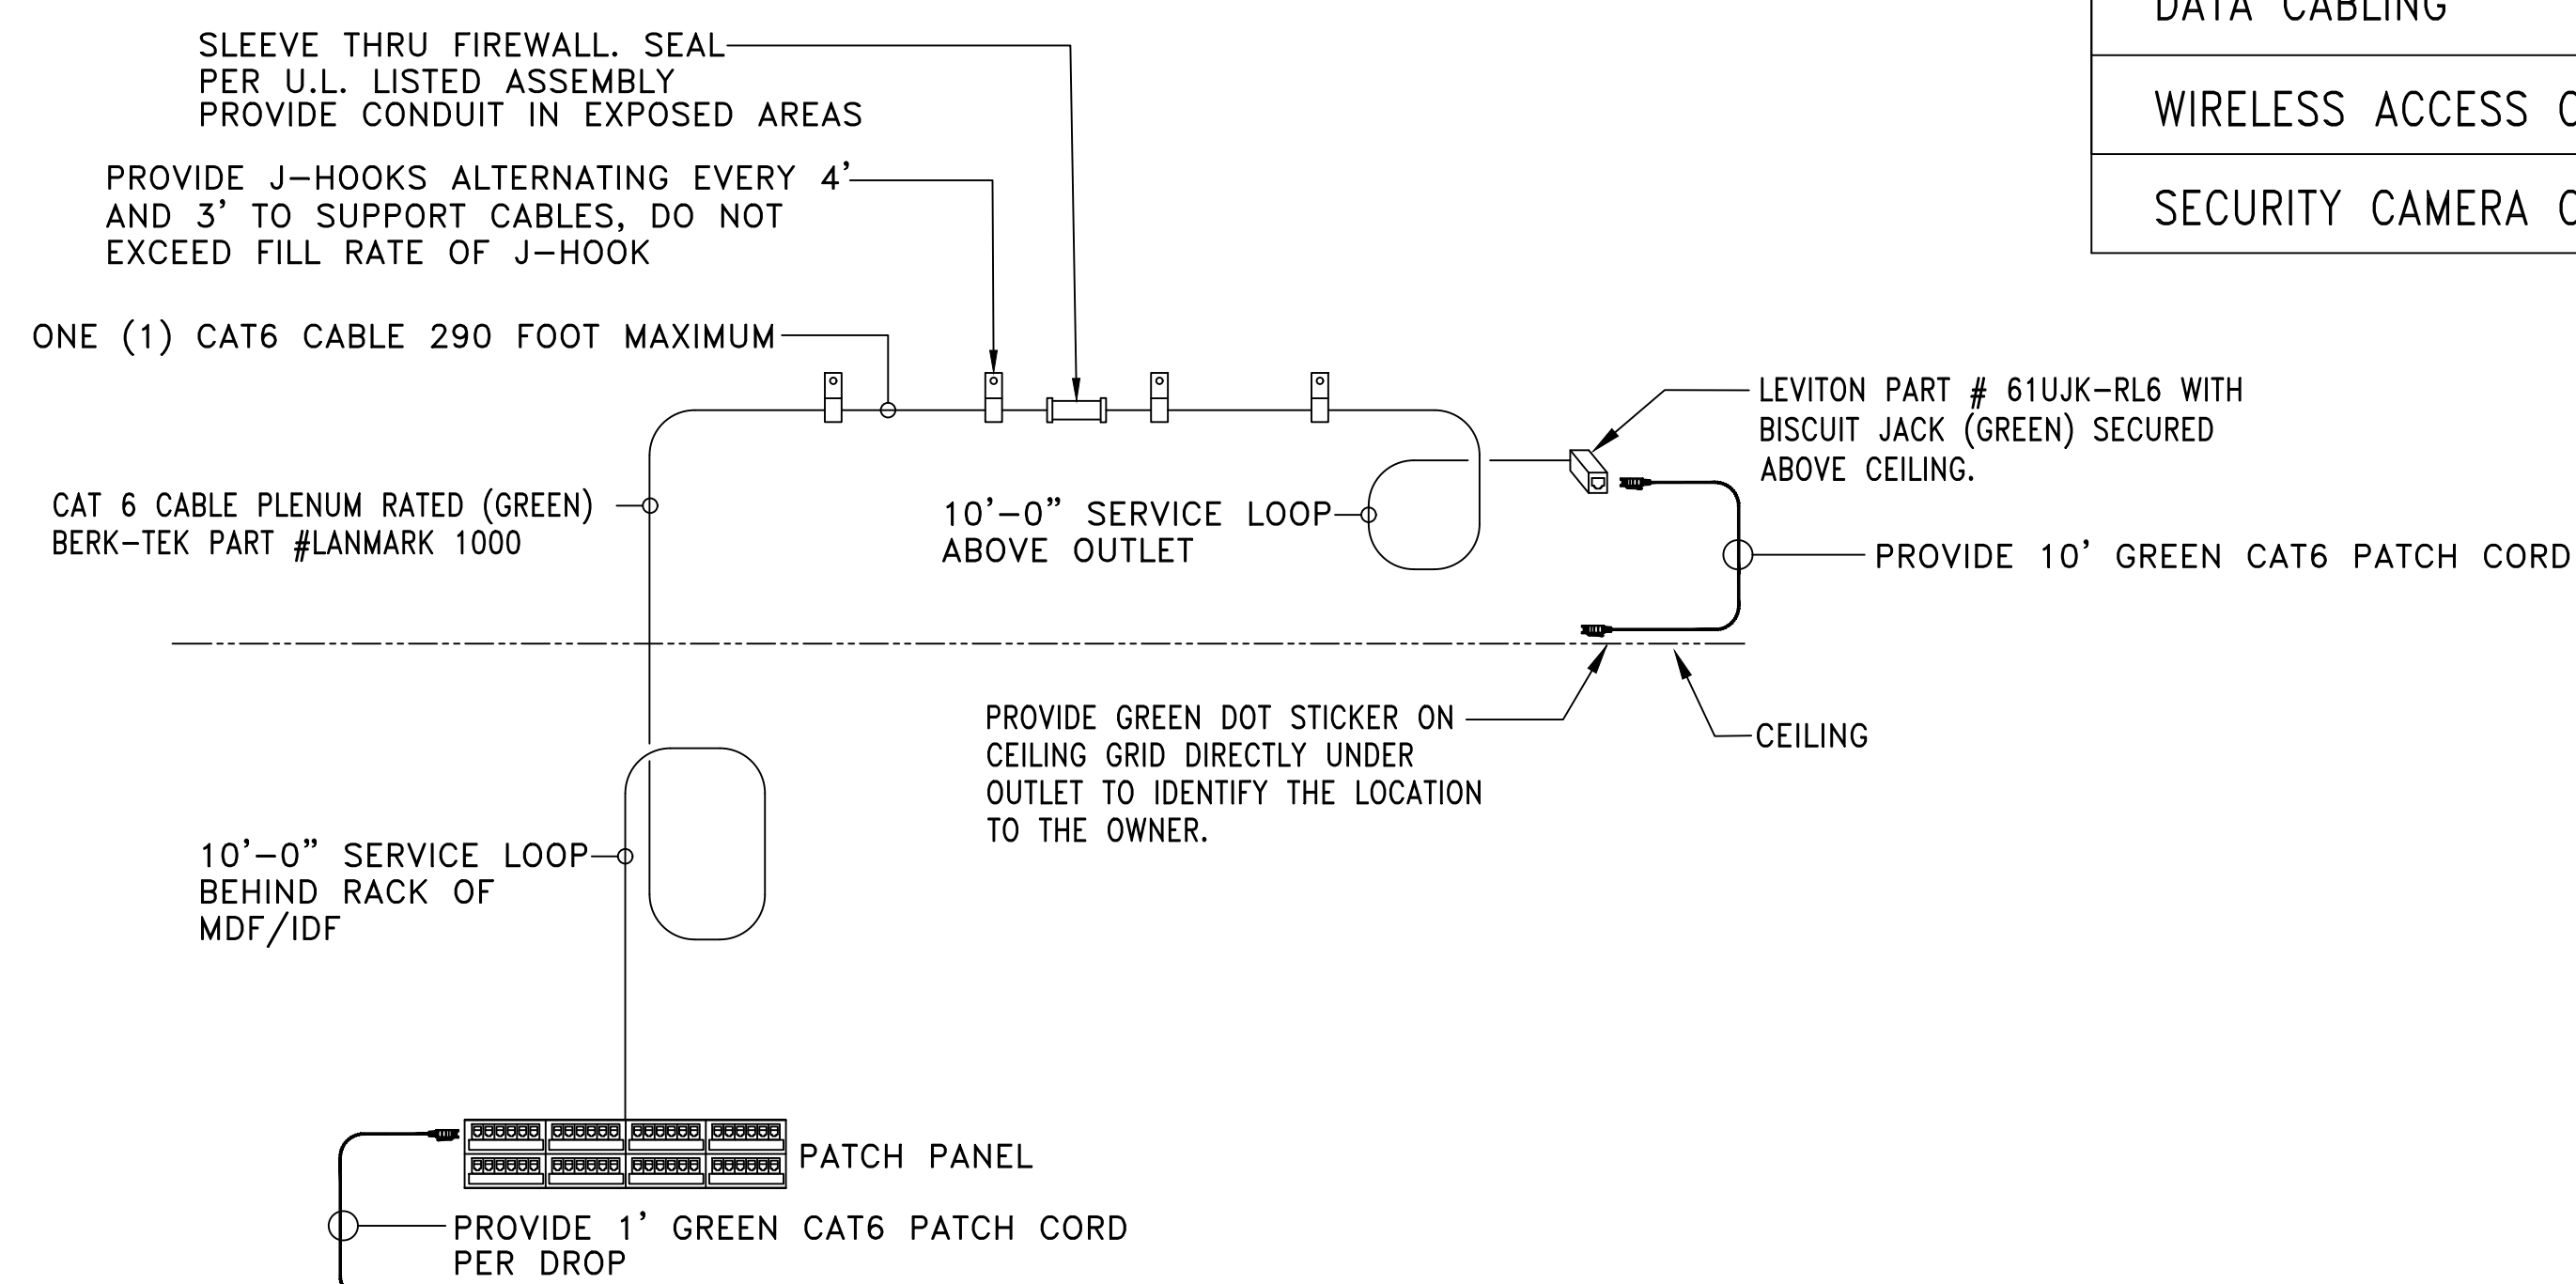 DATA CABLING
SLEEVE THRU FIREWALL. SEAL
PER U.L. LISTED ASSEMBLY
PROVIDE CONDUIT IN EXPOSED AREAS
WIRELESS ACCESS
PROVIDE J-HOOKS ALTERNATING EVERY 4'
AND 3' TO SUPPORT CABLES, DO NOT
EXCEED FILL RATE OF J-HOOK
SECURITY CAMERA
ONE (1) CAT6 CABLE 290 FOOT MAXIMUM
LEVITON PART # 61UJK-RL6 WITH
BISCUIT JACK (GREEN) SECURED
ABOVE CEILING.
CAT 6 CABLE PLENUM RATED (GREEN)
BERK-TEK PART #LANMARK 1000
10'-0" SERVICE LOOP
ABOVE OUTLET
PROVIDE 10' GREEN CAT6 PATCH CORD
PROVIDE GREEN DOT STICKER ON
CEILING GRID DIRECTLY UNDER
OUTLET TO IDENTIFY THE LOCATION
TO THE OWNER.
CEILING
10'-0" SERVICE LOOP
BEHIND RACK OF
MDF/IDF
PATCH PANEL
PROVIDE 1' GREEN CAT6 PATCH CORD
PER DROP